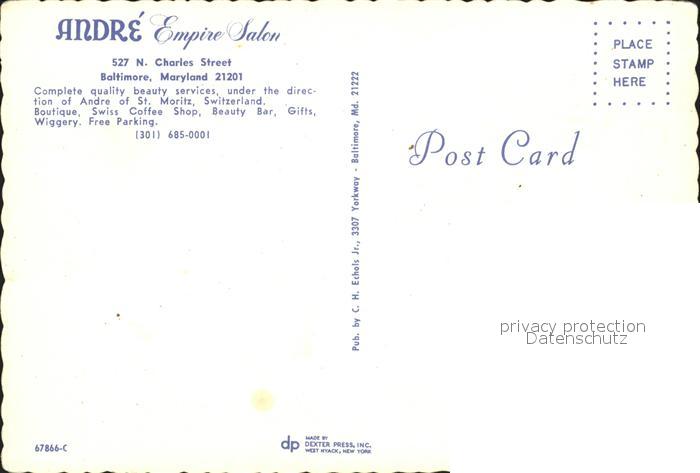 ANDRÉ Empire Salon
527 N. Charles Street
Baltimore, Maryland 21201
Complete quality beauty services, under the direc-
tion of Andre of St. Moritz, Switzerland.
Boutique, Swiss Coffee Shop, Beauty Bar, Gifts,
Wiggery. Free Parking.
(301) 685-0001
67866-C
Pub. by C. H. Echols Jr., 3307 Yorkway - Baltimore, Md. 21222
dp MADE BY
DEXTER PRESS, INC.
WEST NYACK, NEW YORK
PLACE
STAMP
HERE
Post Card
privacy protection
Datenschutz